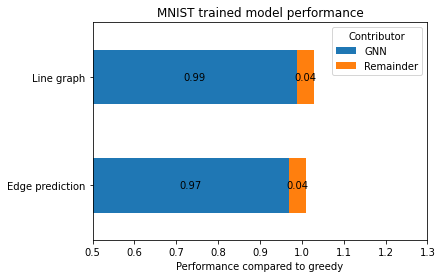 MNIST trained model performance
Contributor
GNN
Remainder
Line graph
0.99
0.04
Edge prediction
0.97
0.04
0.5 0.6 0.7 0.8 0.9 1.0 1.1 1.2 1.3
Performance compared to greedy